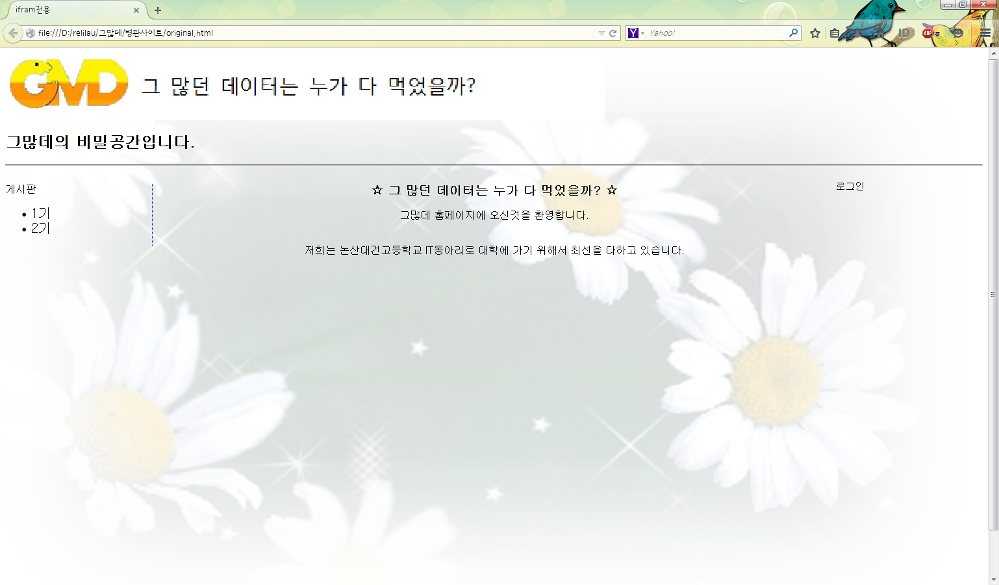 ifram전용
file:///D:/relilau/그많데/병관사이트/original.html
Yahoo!
ABP
GMD 그 많던 데이터는 누가 다 먹었을까?
그많데의 비밀공간입니다.
게시판
1기
2기
☆ 그 많던 데이터는 누가 다 먹었을까? ☆
그많데 홈페이지에 오신것을 환영합니다.
저희는 논산대건고등학교 IT동아리로 대학에 가기 위해서 최선을 다하고 있습니다.
로그인